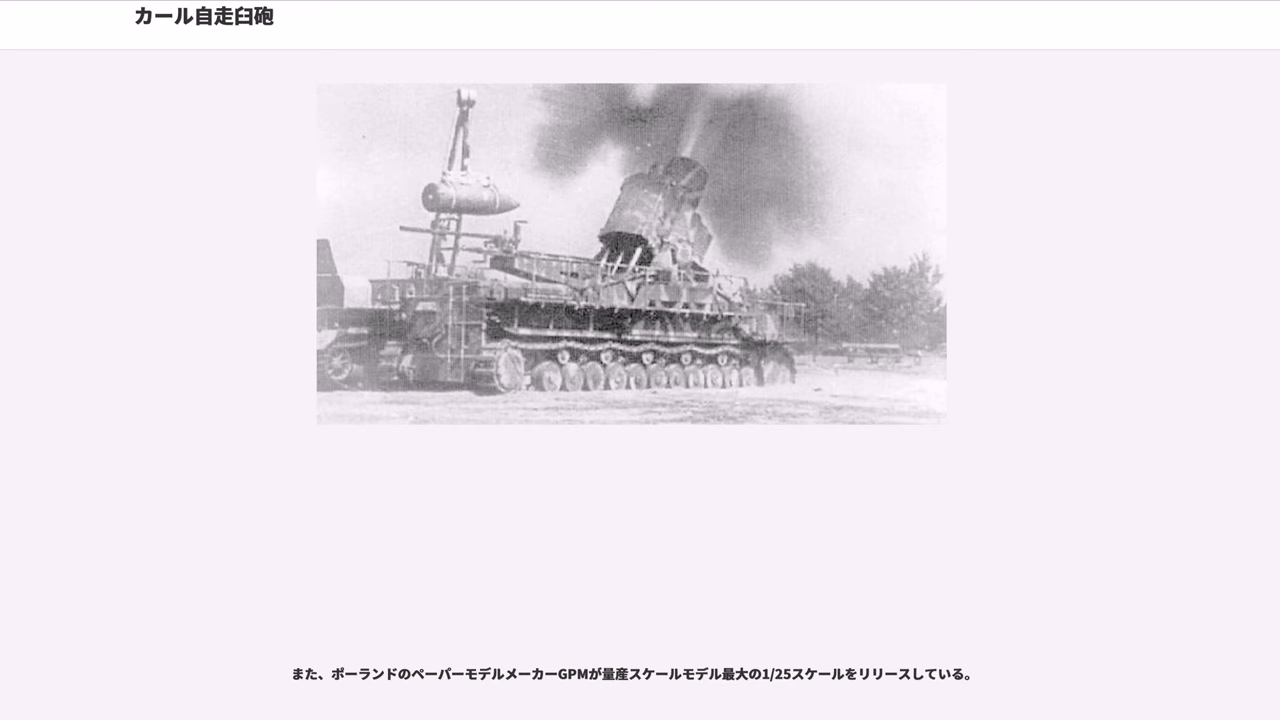 カール自走臼砲
また、ポーランドのペーパーモデルメーカーGPMが量産スケールモデル最大の1/25スケールをリリースしている。